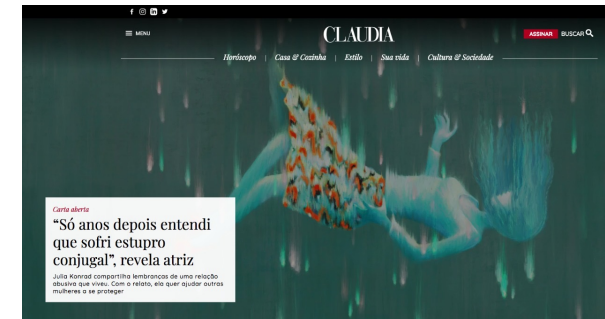 MENU
CLAUDIA
ASSINAR BUSCAR
Horóscopo | Casa & Cozinha | Estilo | Sua vida | Cultura & Sociedade
Carta aberta
“Só anos depois entendi
que sofri estupro
conjugal”, revela atriz
Julia Konrad compartilha lembranças de uma relação
abusiva que viveu. Com o relato, ela quer ajudar outras
mulheres a se proteger